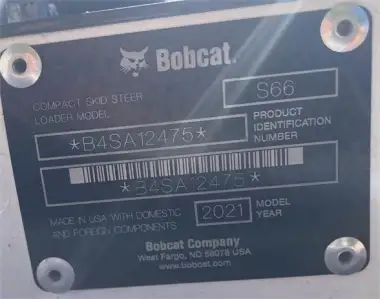 Bobcat.
COMPACT SKID STEER
LOADER MODEL
S66
*B4SA12475*
PRODUCT
IDENTIFICATION
NUMBER
*B4SA12475*
MADE IN USA WITH DOMESTIC
AND FOREIGN COMPONENTS
2021
MODEL
YEAR
Bobcat Company
West Fargo, ND 58078 USA
www.bobcat.com